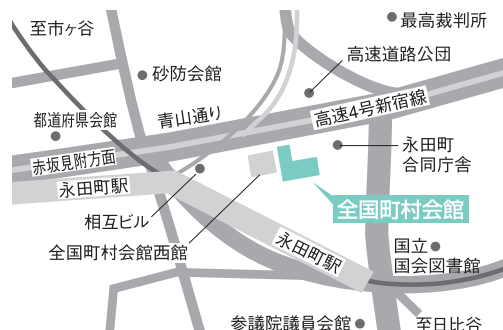 至市ヶ谷
最高裁判所
高速道路公団
砂防会館
青山通り
高速4号新宿線
都道府県会館
永田町
合同庁舎
赤坂見附方面
永田町駅
全国町村会館
相互ビル
全国町村会館西館
永田町駅
国立
国会図書館
参議院議員会館
至日比谷